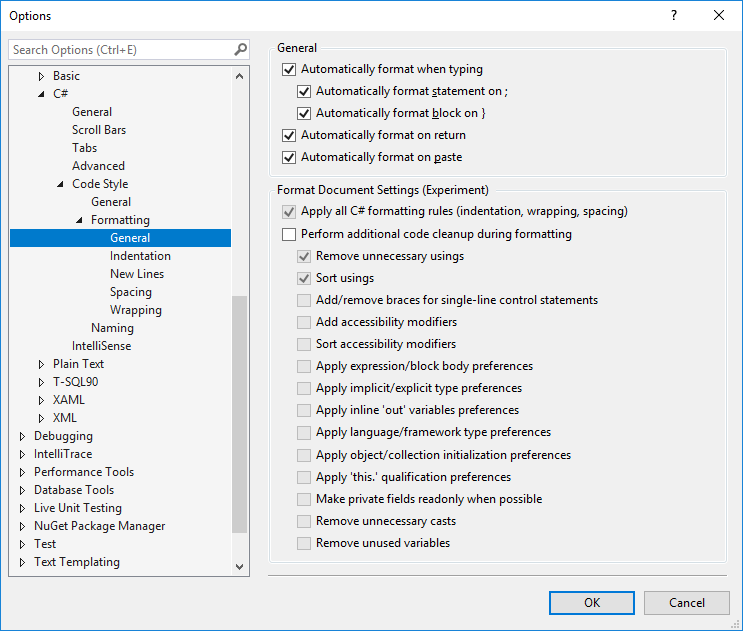 Options
?
Search Options (Ctrl+E)
Basic
C#
General
Scroll Bars
Tabs
Advanced
Code Style
General
Formatting
General
Indentation
New Lines
Spacing
Wrapping
Naming
IntelliSense
Plain Text
T-SQL90
XAML
XML
Debugging
IntelliTrace
Performance Tools
Database Tools
Live Unit Testing
NuGet Package Manager
Test
Text Templating
General
Automatically format when typing
Automatically format statement on ;
Automatically format block on }
Automatically format on return
Automatically format on paste
Format Document Settings (Experiment)
Apply all C# formatting rules (indentation, wrapping, spacing)
Perform additional code cleanup during formatting
Remove unnecessary usings
Sort usings
Add/remove braces for single-line control statements
Add accessibility modifiers
Sort accessibility modifiers
Apply expression/block body preferences
Apply implicit/explicit type preferences
Apply inline 'out' variables preferences
Apply language/framework type preferences
Apply object/collection initialization preferences
Apply 'this.' qualification preferences
Make private fields readonly when possible
Remove unnecessary casts
Remove unused variables
OK
Cancel